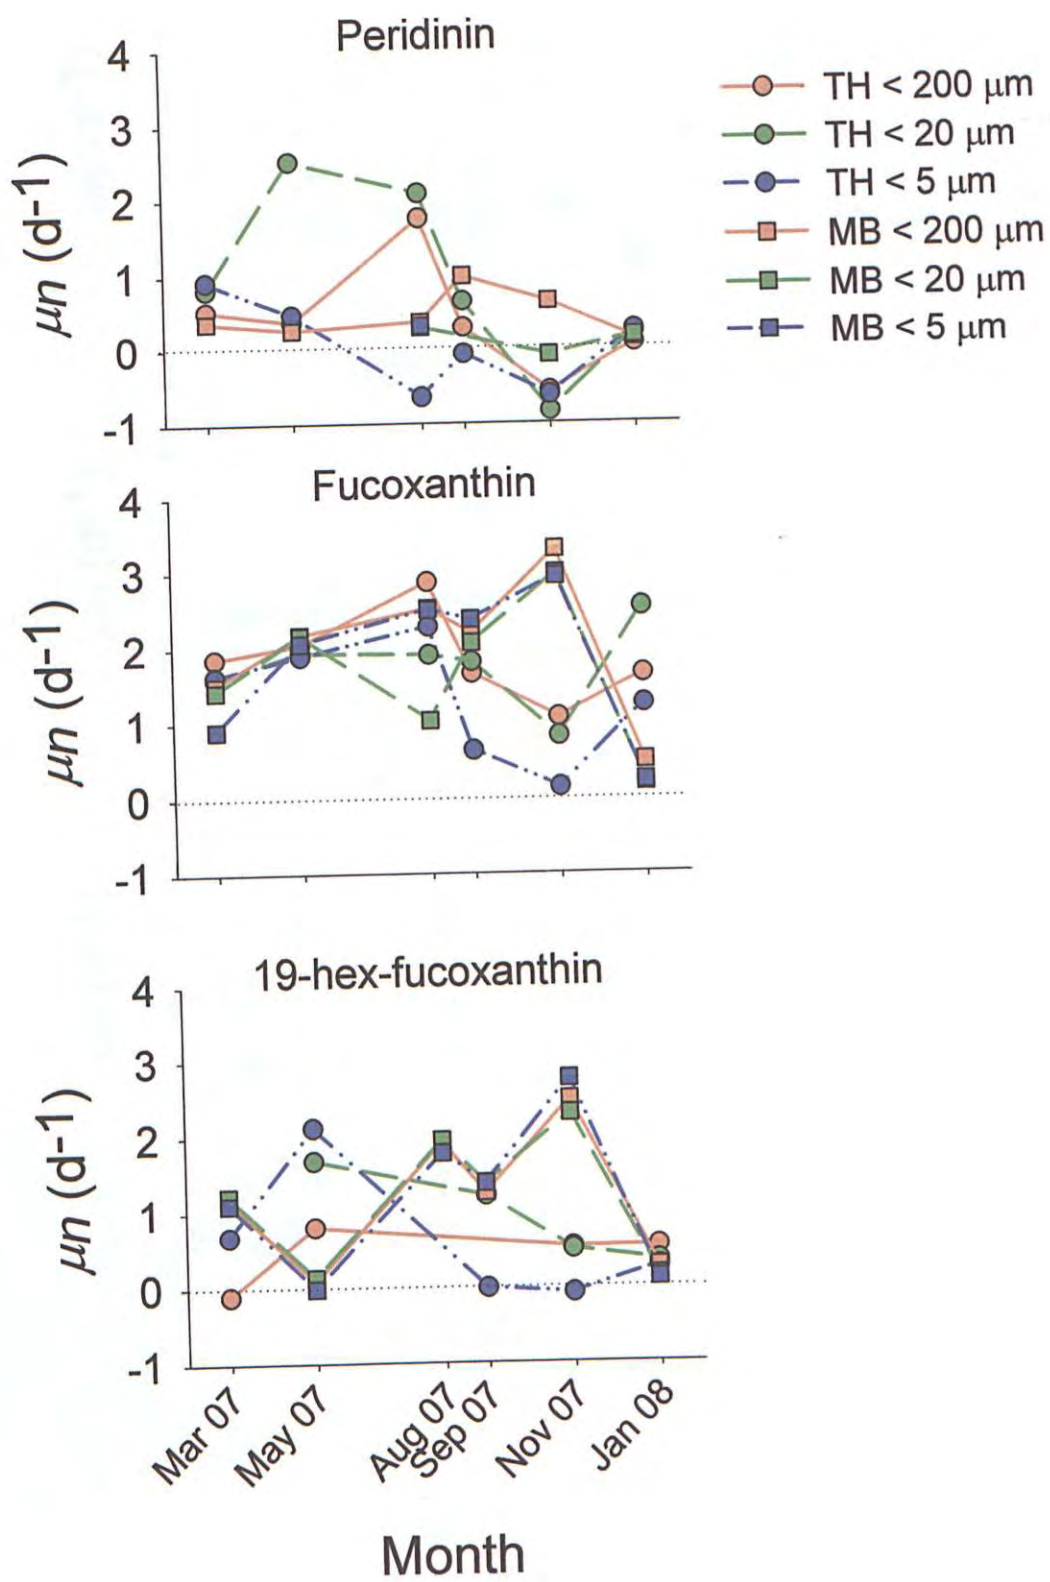 Peridinin
4
3
2
1
0
-1
μn (d-1)
TH < 200 μm
TH < 20 μm
TH < 5 μm
MB < 200 μm
MB < 20 μm
MB < 5 μm
Fucoxanthin
4
3
2
1
0
-1
μn (d-1)
19-hex-fucoxanthin
4
3
2
1
0
-1
μn (d-1)
Mar 07
May 07
Aug 07
Sep 07
Nov 07
Jan 08
Month